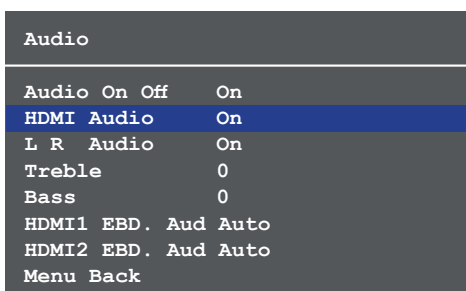 Audio
Audio On Off On
HDMI Audio On
L R Audio On
Treble 0
Bass 0
HDMI1 EBD. Aud Auto
HDMI2 EBD. Aud Auto
Menu Back